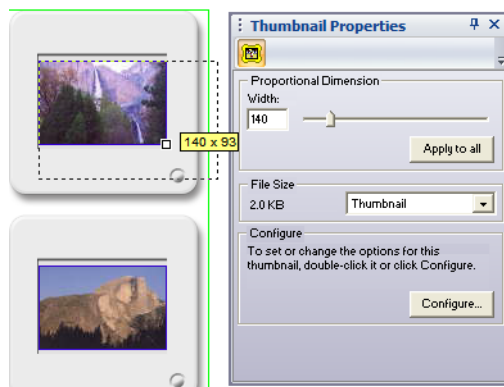 Thumbnail Properties
Proportional Dimension
Width:
140
Apply to all
140 x 93
File Size
2.0 KB
Thumbnail
Configure
To set or change the options for this
thumbnail, double-click it or click Configure.
Configure...